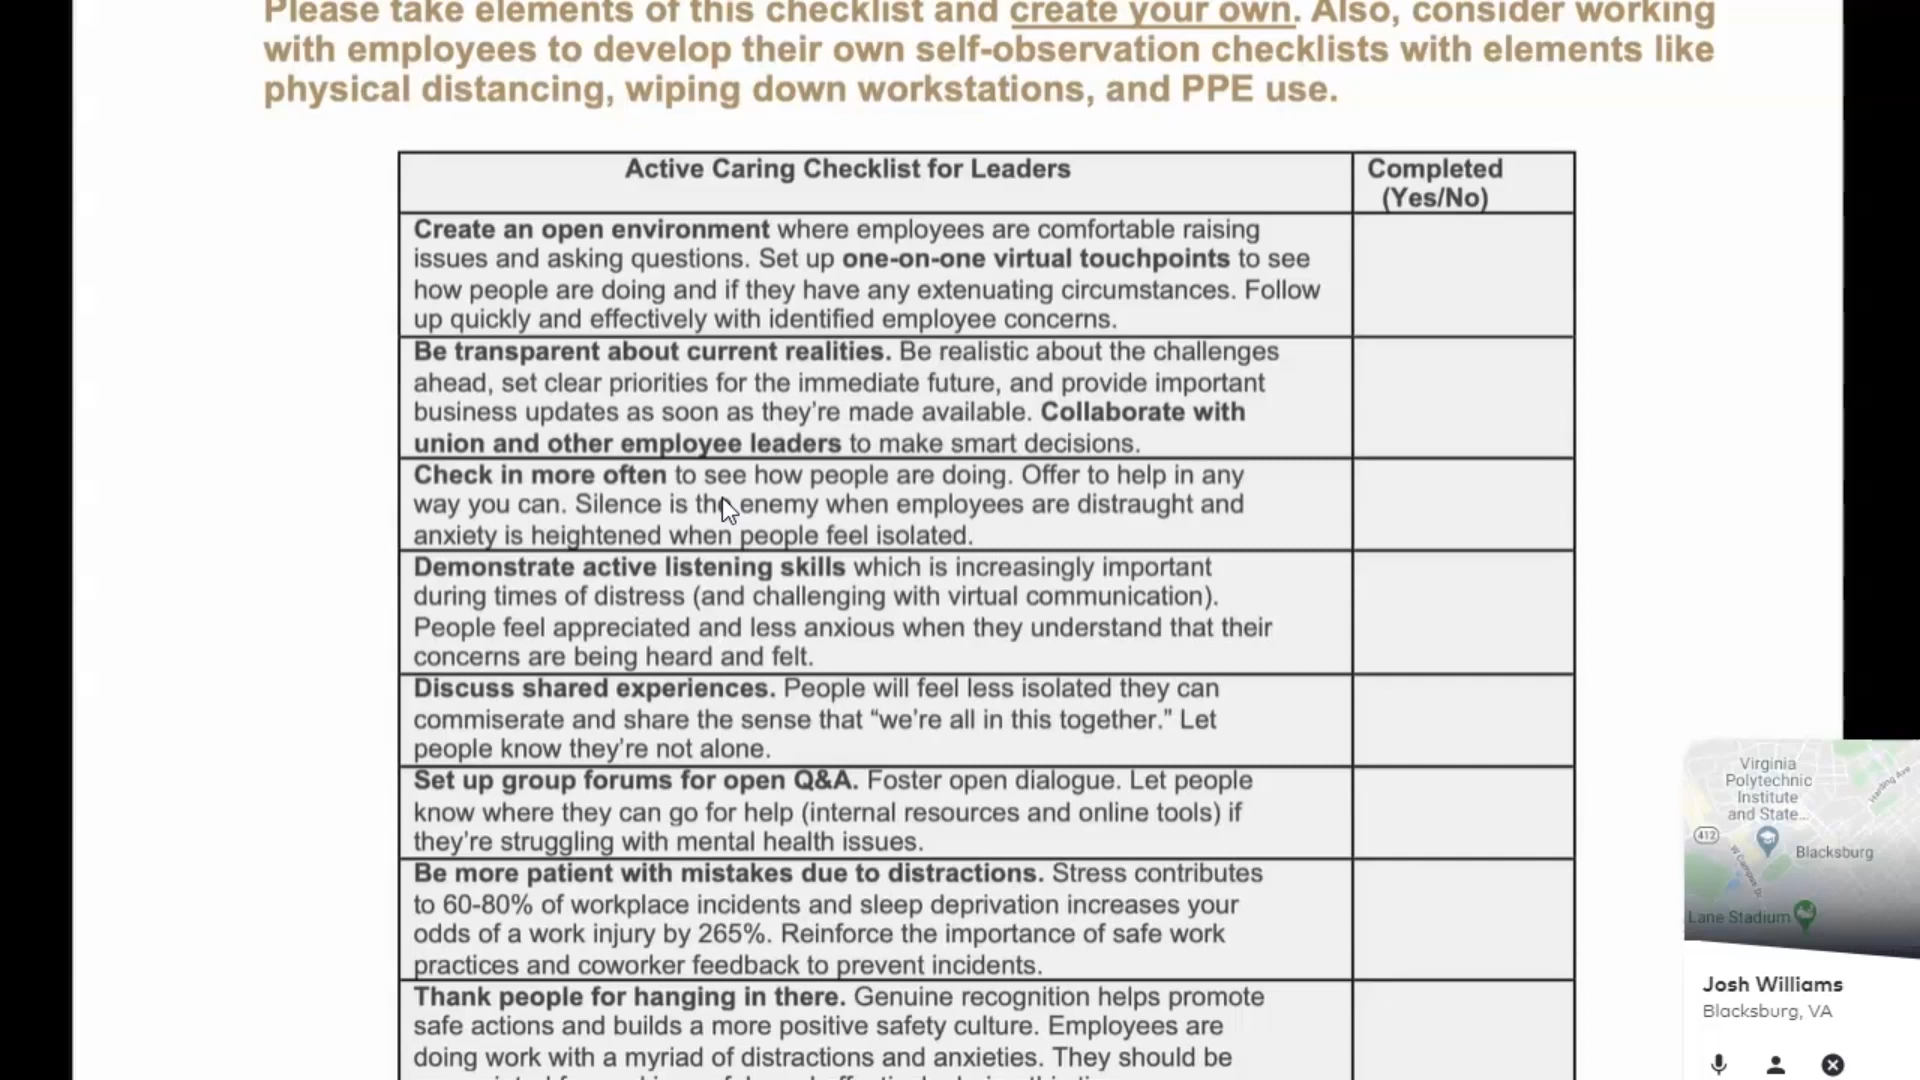 Please take elements of this checklist and create your own. Also, consider working
with employees to develop their own self-observation checklists with elements like
physical distancing, wiping down workstations, and PPE use.
Active Caring Checklist for Leaders
Completed
(Yes/No)
Create an open environment where employees are comfortable raising
issues and asking questions. Set up one-on-one virtual touchpoints to see
how people are doing and if they have any extenuating circumstances. Follow
up quickly and effectively with identified employee concerns.
Be transparent about current realities. Be realistic about the challenges
ahead, set clear priorities for the immediate future, and provide important
business updates as soon as they’re made available. Collaborate with
union and other employee leaders to make smart decisions.
Check in more often to see how people are doing. Offer to help in any
way you can. Silence is the enemy when employees are distraught and
anxiety is heightened when people feel isolated.
Demonstrate active listening skills which is increasingly important
during times of distress (and challenging with virtual communication).
People feel appreciated and less anxious when they understand that their
concerns are being heard and felt.
Discuss shared experiences. People will feel less isolated they can
commiserate and share the sense that “we’re all in this together.” Let
people know they’re not alone.
Set up group forums for open Q&A. Foster open dialogue. Let people
know where they can go for help (internal resources and online tools) if
they’re struggling with mental health issues.
Be more patient with mistakes due to distractions. Stress contributes
to 60-80% of workplace incidents and sleep deprivation increases your
odds of a work injury by 265%. Reinforce the importance of safe work
practices and coworker feedback to prevent incidents.
Thank people for hanging in there. Genuine recognition helps promote
safe actions and builds a more positive safety culture. Employees are
doing work with a myriad of distractions and anxieties. They should be
Virginia
Polytechnic
Institute
and State...
Harding Ave
412
Blacksburg
W Campus Dr
Lane Stadium
Josh Williams
Blacksburg, VA